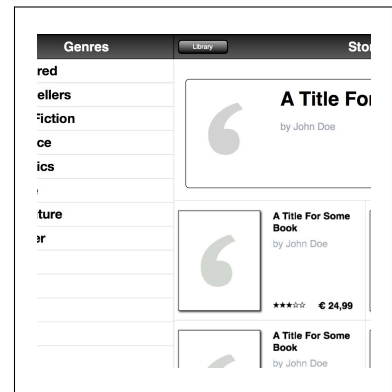 Genres
Library
Sto
red
ellers
Fiction
ce
ics
ture
er
A Title Fo
by John Doe
A Title For Some
Book
by John Doe
★★★☆☆ € 24,99
A Title For Some
Book
by John Doe